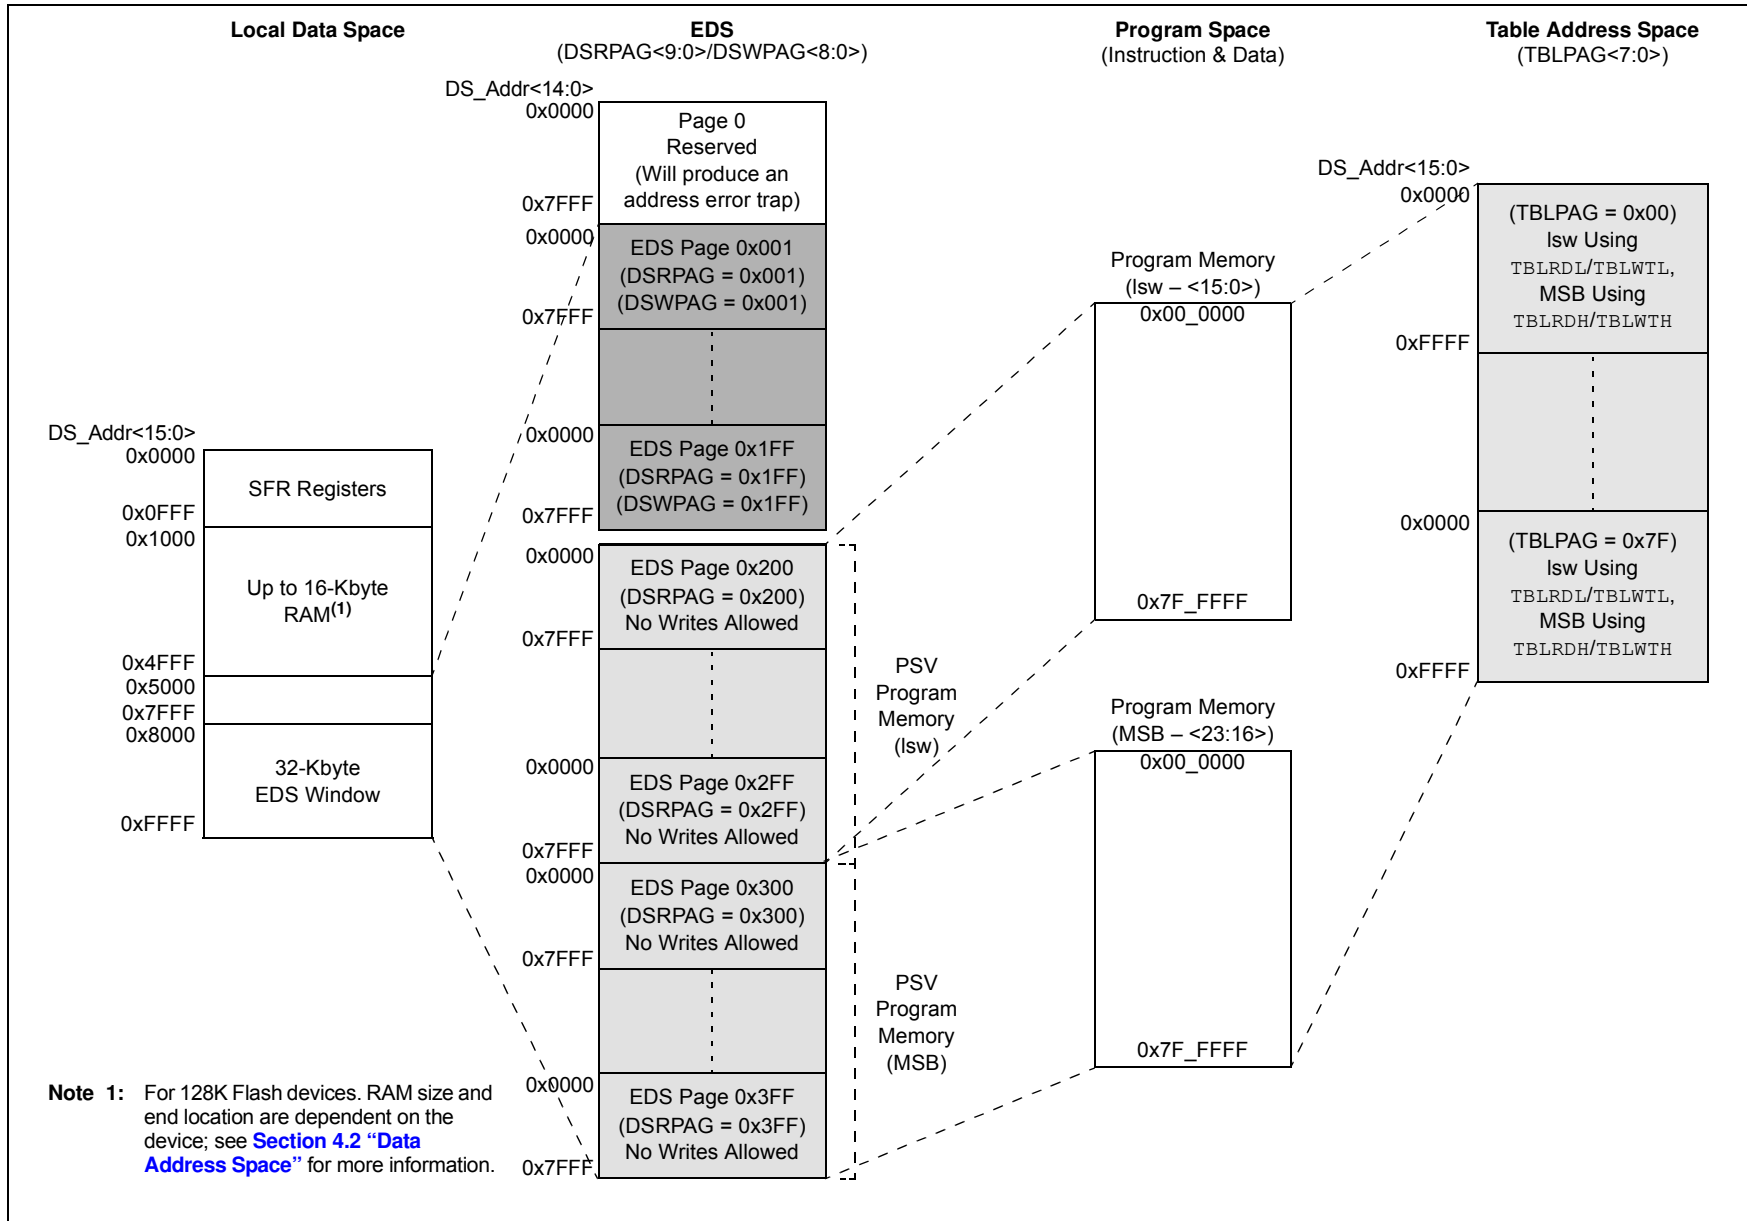 Local Data Space
EDS
(DSRPAG<9:0>/DSWPAG<8:0>)
Program Space
(Instruction & Data)
Table Address Space
(TBLPAG<7:0>)
DS_Addr<15:0>
0x0000
SFR Registers
0x0FFF
0x1000
Up to 16-Kbyte
RAM(1)
0x4FFF
0x5000
0x7FFF
0x8000
32-Kbyte
EDS Window
0xFFFF
DS_Addr<14:0>
0x0000
Page 0
Reserved
(Will produce an
address error trap)
0x7FFF
0x0000
EDS Page 0x001
(DSRPAG = 0x001)
(DSWPAG = 0x001)
0x7FFF
0x0000
EDS Page 0x1FF
(DSRPAG = 0x1FF)
(DSWPAG = 0x1FF)
0x7FFF
0x0000
EDS Page 0x200
(DSRPAG = 0x200)
No Writes Allowed
0x7FFF
0x0000
EDS Page 0x2FF
(DSRPAG = 0x2FF)
No Writes Allowed
0x7FFF
0x0000
EDS Page 0x300
(DSRPAG = 0x300)
No Writes Allowed
0x7FFF
0x0000
EDS Page 0x3FF
(DSRPAG = 0x3FF)
No Writes Allowed
0x7FFF
PSV
Program
Memory
(lsw)
PSV
Program
Memory
(MSB)
Program Memory
(lsw – <15:0>)
0x00_0000
0x7F_FFFF
Program Memory
(MSB – <23:16>)
0x00_0000
0x7F_FFFF
DS_Addr<15:0>
0x0000
(TBLPAG = 0x00)
lsw Using
TBLRDL/TBLWTL,
MSB Using
TBLRDH/TBLWTH
0xFFFF
0x0000
(TBLPAG = 0x7F)
lsw Using
TBLRDL/TBLWTL,
MSB Using
TBLRDH/TBLWTH
0xFFFF
Note 1: For 128K Flash devices. RAM size and
end location are dependent on the
device; see Section 4.2 “Data
Address Space” for more information.